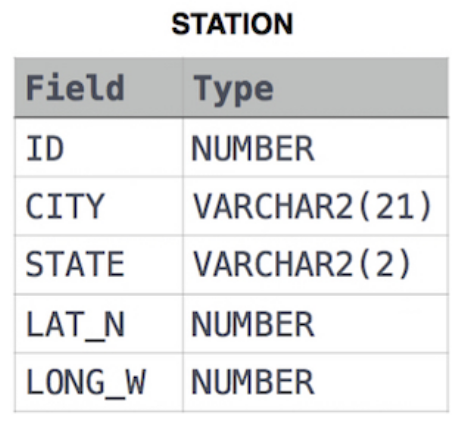 STATION
Field Type
ID NUMBER
CITY VARCHAR2(21)
STATE VARCHAR2(2)
LAT_N NUMBER
LONG_W NUMBER